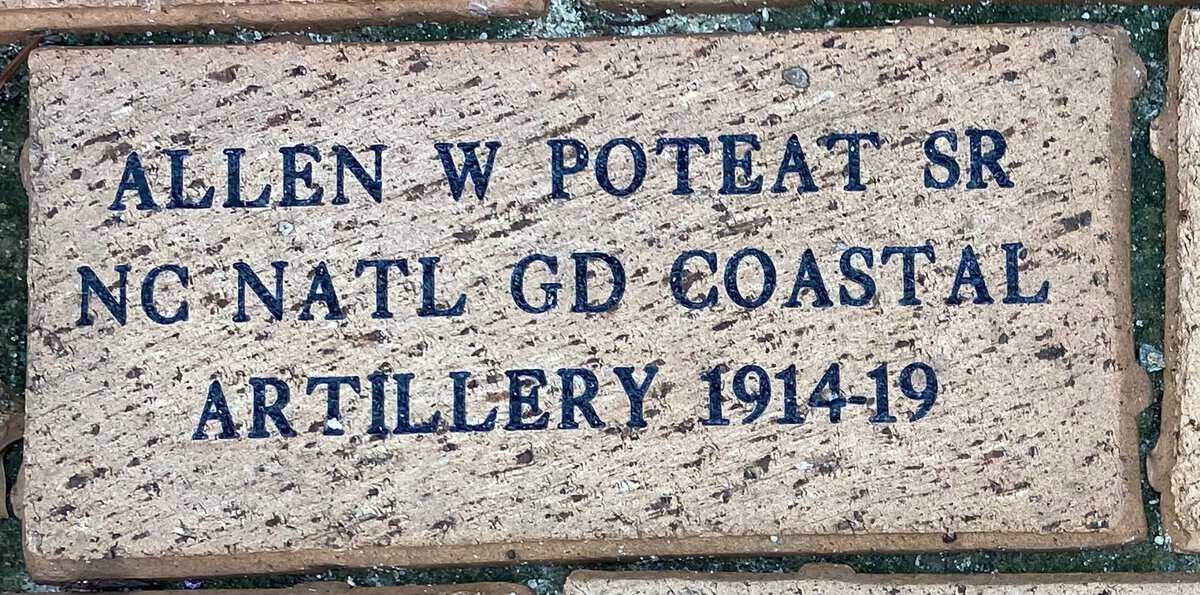 ALLEN W POTEAT SR
NC NATL GD COASTAL
ARTILLERY 1914-19